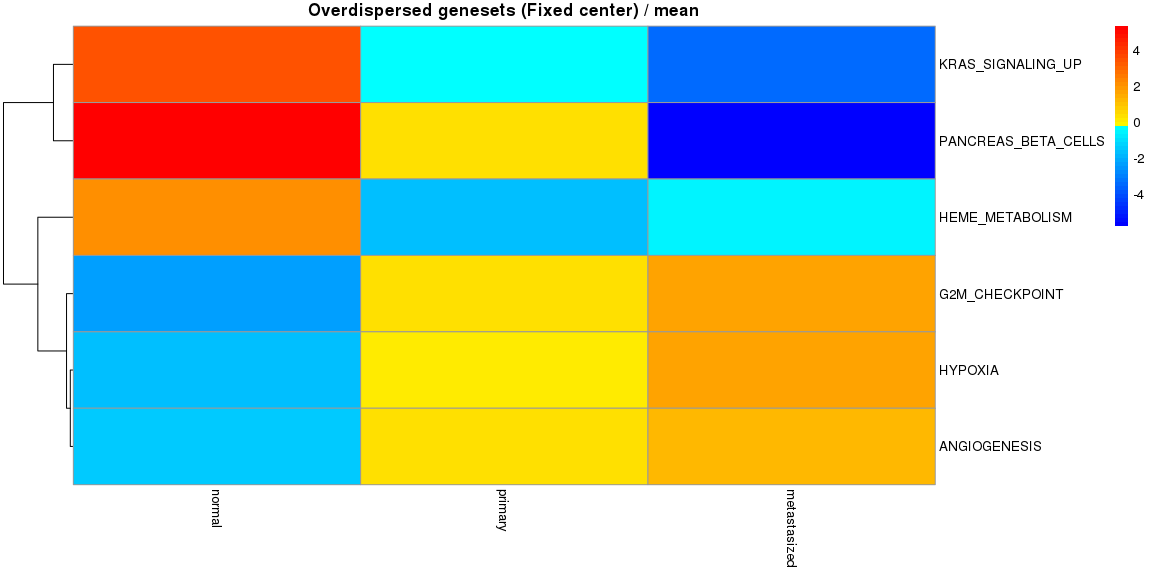 Overdispersed genesets (Fixed center) / mean
KRAS_SIGNALING_UP
PANCREAS_BETA_CELLS
HEME_METABOLISM
G2M_CHECKPOINT
HYPOXIA
ANGIOGENESIS
normal
primary
metastasized
4
2
0
-2
-4